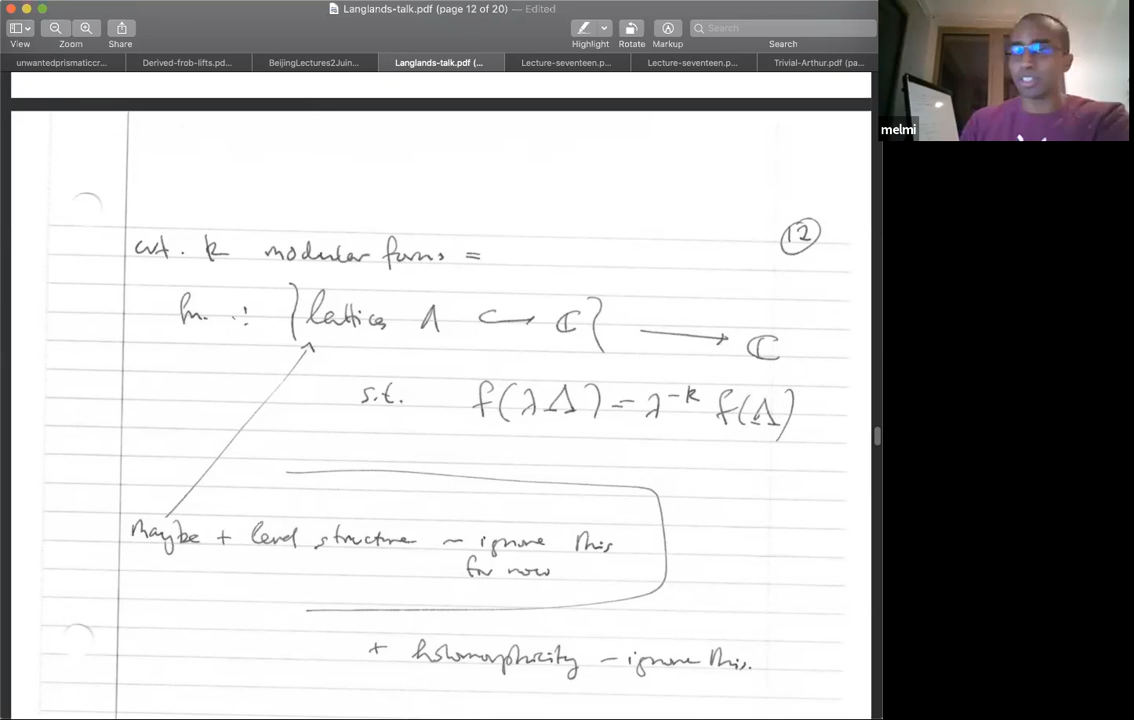 Langlands-talk.pdf (page 12 of 20) — Edited
View Zoom Share Highlight Rotate Markup Search
Search
unwantedprismaticcr... Derived-frob-lifts.pd... BeijingLectures2Juin... Langlands-talk.pdf (... Lecture-seventeen.p... Lecture-seventeen.p... Trivial-Arthur.pdf (pa...
melmi
12
wt. k modular forms =
fn. : {lattices Λ ↪ ℂ} → ℂ
s.t. f(λΛ) = λ^{-k} f(Λ)
Maybe + level structure - ignore this
for now
+ holomorphicity - ignore this.